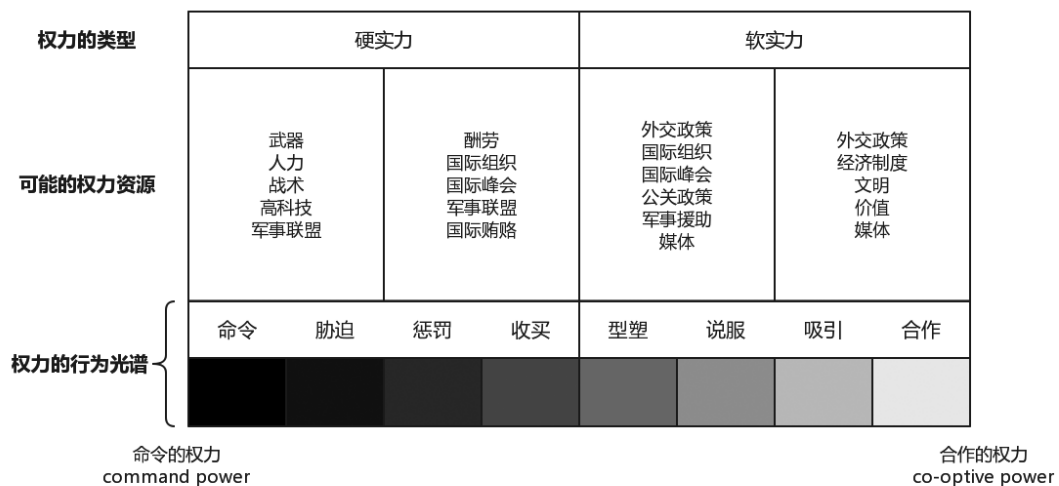 权力的类型
硬实力
软实力
可能的权力资源
武器
人力
战术
高科技
军事联盟
酬劳
国际组织
国际峰会
军事联盟
国际贿赂
外交政策
国际组织
国际峰会
公关政策
军事援助
媒体
外交政策
经济制度
文明
价值
媒体
权力的行为光谱
命令
胁迫
惩罚
收买
型塑
说服
吸引
合作
命令的权力
command power
合作的权力
co-optive power